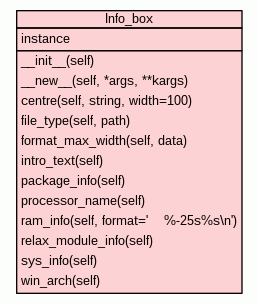 Info_box
instance
__init__(self)
__new__(self, *args, **kargs)
centre(self, string, width=100)
file_type(self, path)
format_max_width(self, data)
intro_text(self)
package_info(self)
processor_name(self)
ram_info(self, format='    %-25s%s\n')
relax_module_info(self)
sys_info(self)
win_arch(self)